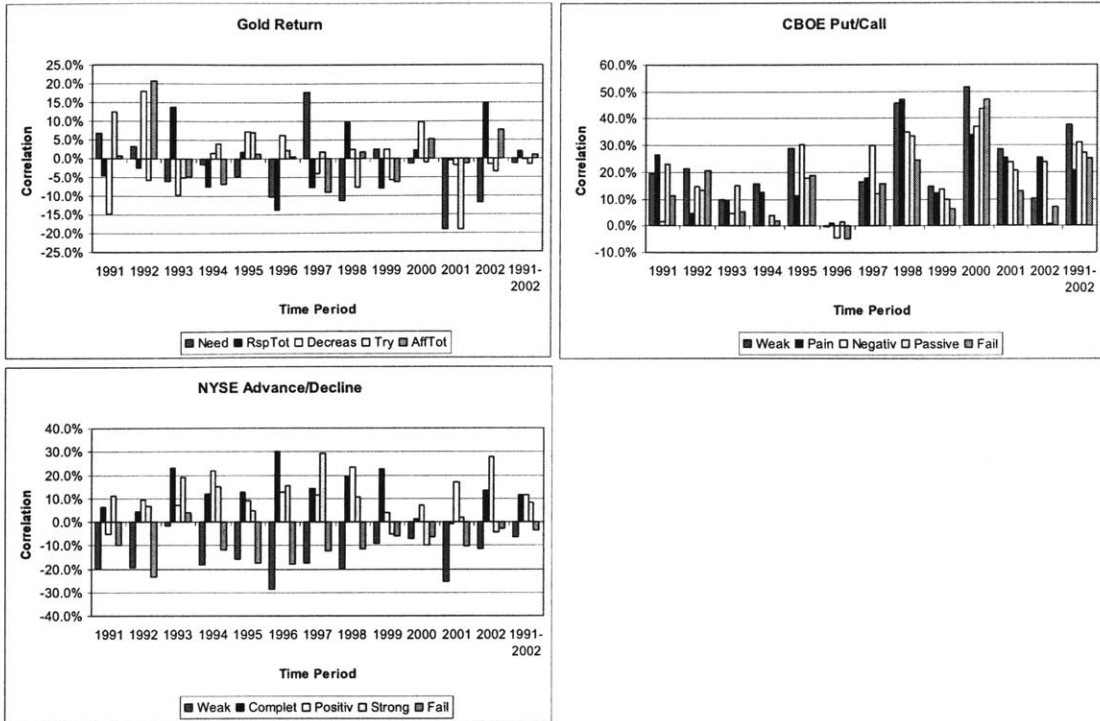 Gold Return
25.0%
20.0%
15.0%
10.0%
5.0%
0.0%
-5.0%
-10.0%
-15.0%
-20.0%
-25.0%
Correlation
1991 1992 1993 1994 1995 1996 1997 1998 1999 2000 2001 2002 1991-
2002
Time Period
Need RspTot Decreas Try AffTot
CBOE Put/Call
60.0%
50.0%
40.0%
30.0%
20.0%
10.0%
0.0%
-10.0%
Correlation
1991 1992 1993 1994 1995 1996 1997 1998 1999 2000 2001 2002 1991-
2002
Time Period
Weak Pain Negativ Passive Fail
NYSE Advance/Decline
40.0%
30.0%
20.0%
10.0%
0.0%
-10.0%
-20.0%
-30.0%
-40.0%
Correlation
1991 1992 1993 1994 1995 1996 1997 1998 1999 2000 2001 2002 1991-
2002
Time Period
Weak Complet Positiv Strong Fail